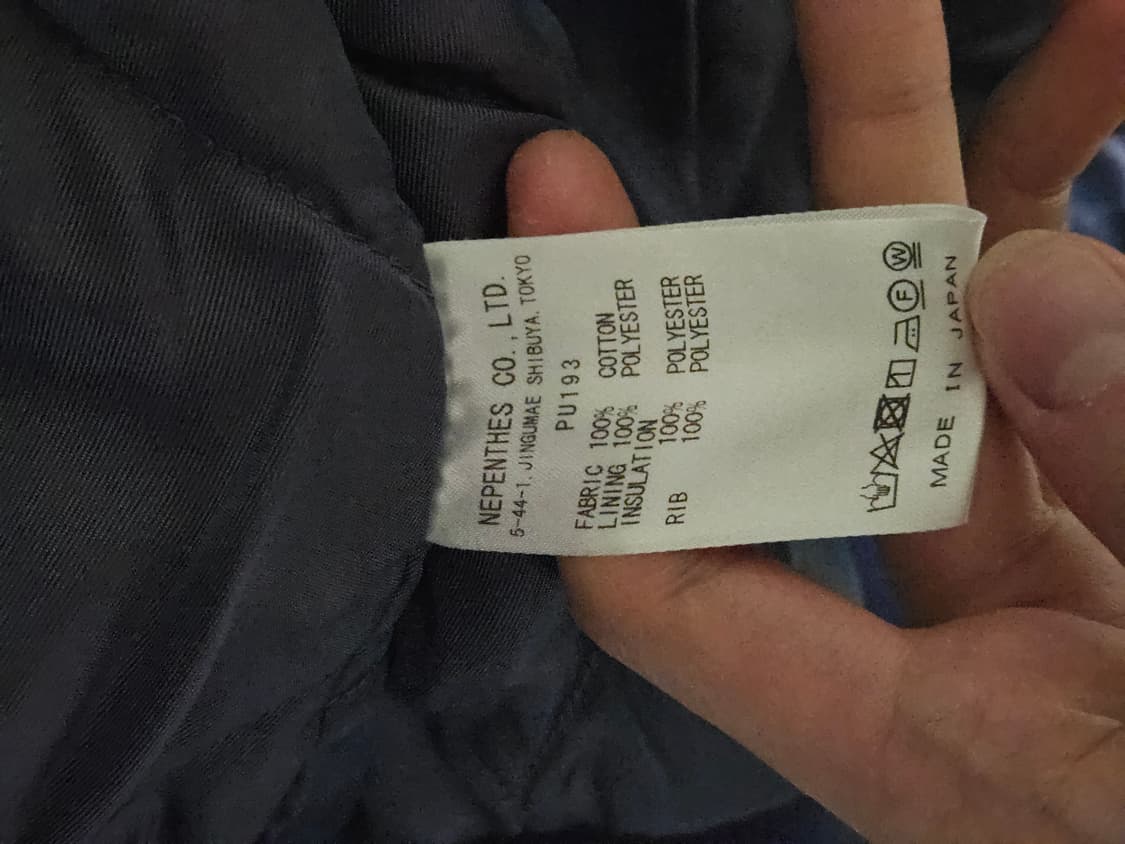 NEPENTHES CO., LTD.
5-44-1, JINGUMAE SHIBUYA, TOKYO
PU193
FABRIC 100% COTTON
LINING 100% POLYESTER
INSULATION
100% POLYESTER
RIB 100% POLYESTER
F W
MADE IN JAPAN